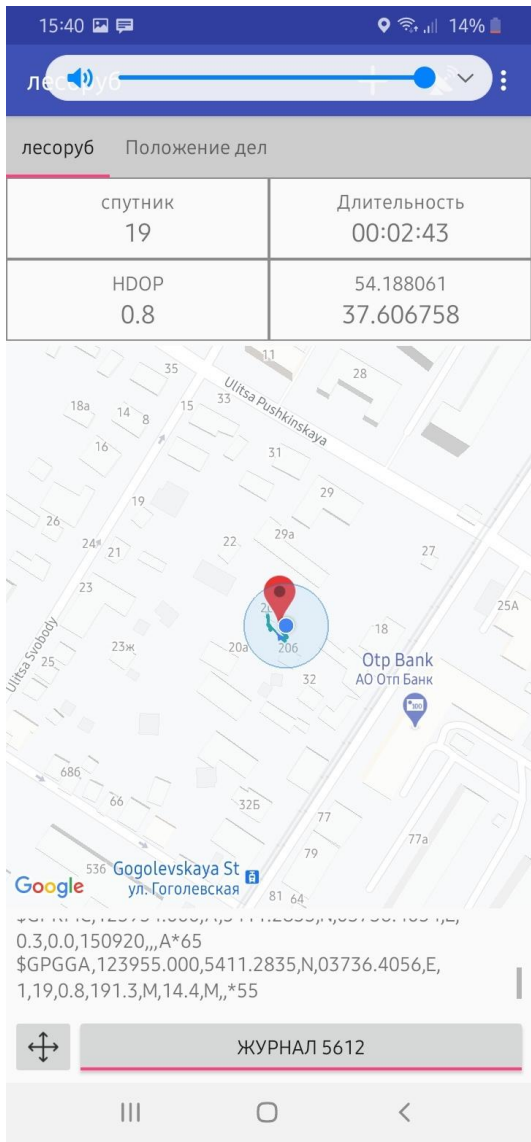 15:40
14%
лесоруб
лесоруб
Положение дел
спутник
19
Длительность
00:02:43
HDOP
0.8
54.188061
37.606758
11
35
28
18а
14
8
15
33
Ulitsa Pushkinskaya
16
31
19
29
26
24
21
22
29а
27
23
25А
Ulitsa Svobody
25
23ж
20а
20б
18
32
Otp Bank
АО Отп Банк
68б
66
32Б
77
79
77а
53б
Gogolevskaya St
ул. Гоголевская
81
64
Google
0.3,0.0,150920,,,A*65
$GPGGA,123955.000,5411.2835,N,03736.4056,E,
1,19,0.8,191.3,M,14.4,M,,*55
ЖУРНАЛ 5612